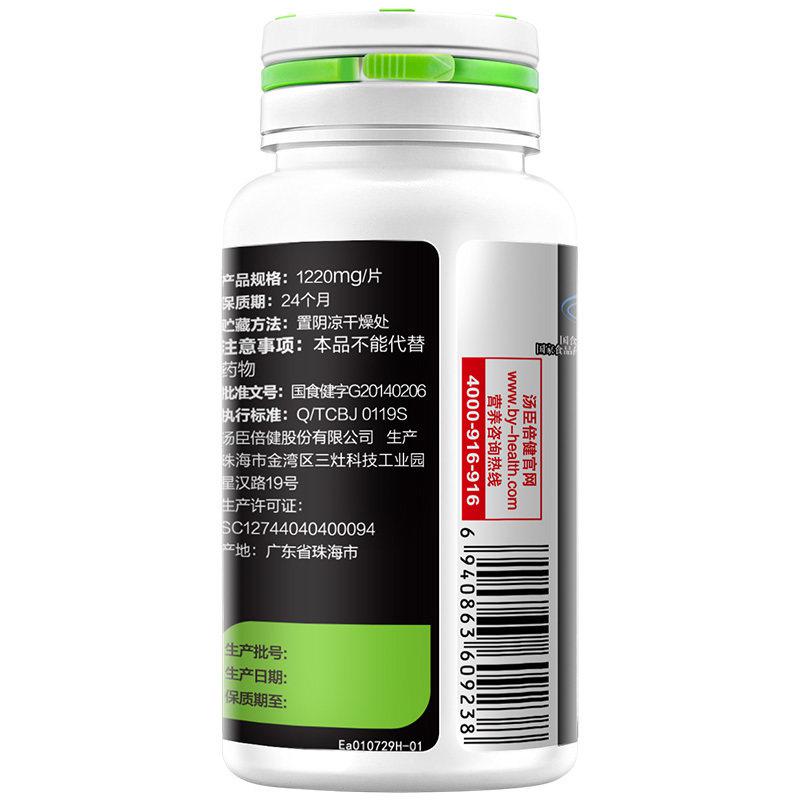 产品规格：1220mg/片
保质期：24个月
贮藏方法：置阴凉干燥处
注意事项：本品不能代替
药物
批准文号：国食健字G20140206
执行标准：Q/TCBJ 0119S
汤臣倍健股份有限公司 生产
珠海市金湾区三灶科技工业园
星汉路19号
生产许可证：
SC12744040400094
产地：广东省珠海市
生产批号：
生产日期：
保质期至：
Ea010729H-01
国食
国家食品
汤臣倍健官网
www.by-health.com
营养咨询热线
4000-916-916
6 940863 609238